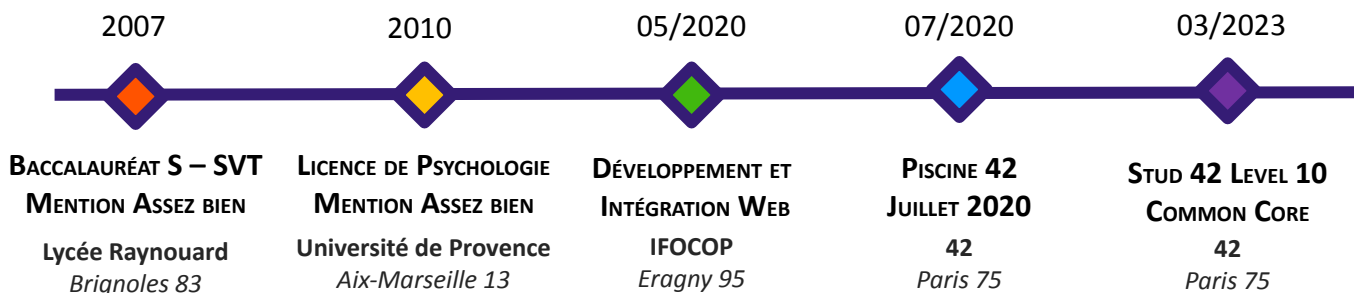 2007
2010
05/2020
07/2020
03/2023
Baccalauréat S – SVT
Mention Assez bien
Lycée Raynouard
Brignoles 83
Licence de Psychologie
Mention Assez bien
Université de Provence
Aix-Marseille 13
Développement et
Intégration Web
IFOCOP
Eragny 95
Piscine 42
Juillet 2020
42
Paris 75
Stud 42 Level 10
Common Core
42
Paris 75